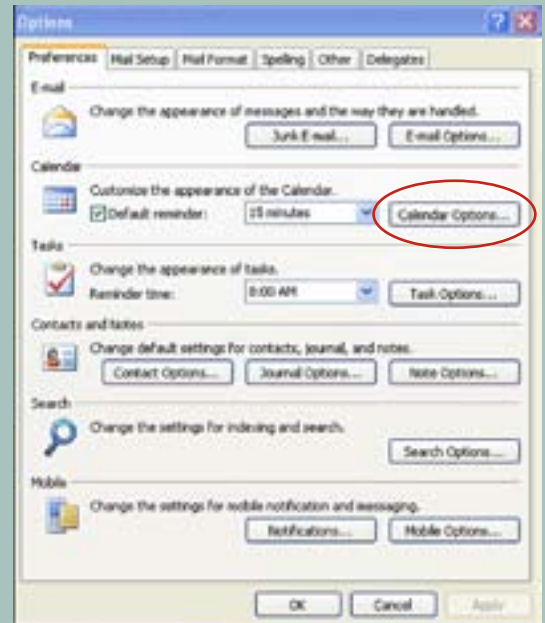 Options
Preferences Mail Setup Mail Format Spelling Other Delegates
E-mail
Change the appearance of messages and the way they are handled.
Junk E-mail... E-mail Options...
Calendar
Customize the appearance of the Calendar.
Default reminder: 15 minutes Calendar Options...
Tasks
Change the appearance of tasks.
Reminder time: 8:00 AM Task Options...
Contacts and Notes
Change default settings for contacts, journal, and notes.
Contact Options... Journal Options... Note Options...
Search
Change the settings for indexing and search.
Search Options...
Mobile
Change the settings for mobile notification and messaging.
Notifications... Mobile Options...
OK Cancel Apply